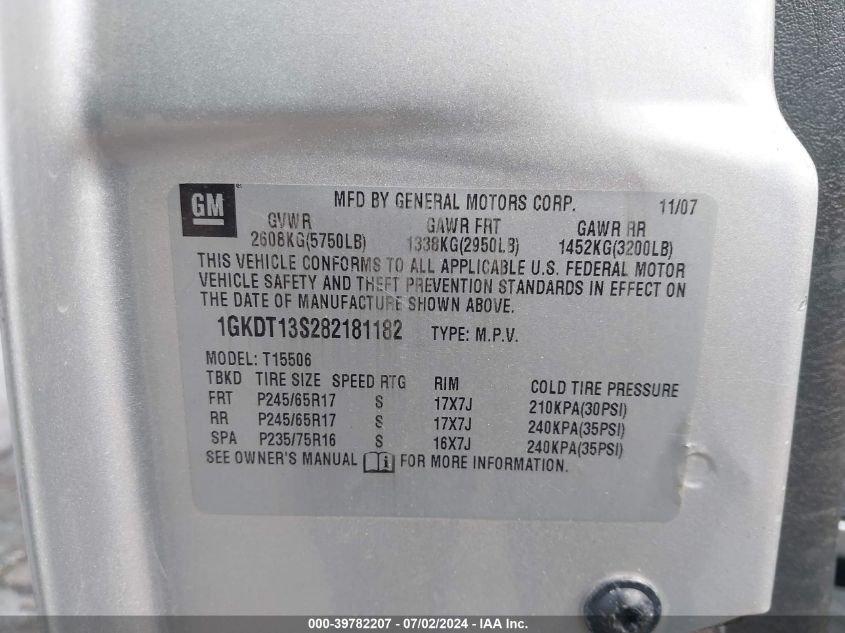 GM
MFD BY GENERAL MOTORS CORP. 11/07
GVWR GAWR FRT GAWR RR
2608KG(5750LB) 1338KG(2950LB) 1452KG(3200LB)
THIS VEHICLE CONFORMS TO ALL APPLICABLE U.S. FEDERAL MOTOR
VEHICLE SAFETY AND THEFT PREVENTION STANDARDS IN EFFECT ON
THE DATE OF MANUFACTURE SHOWN ABOVE.
1GKDT13S282181182 TYPE: M.P.V.
MODEL: T15506
TBKD TIRE SIZE SPEED RTG RIM COLD TIRE PRESSURE
FRT P245/65R17 S 17X7J 210KPA(30PSI)
RR P245/65R17 S 17X7J 240KPA(35PSI)
SPA P235/75R16 S 16X7J 240KPA(35PSI)
SEE OWNER'S MANUAL i FOR MORE INFORMATION.
000-39782207 - 07/02/2024 - IAA Inc.